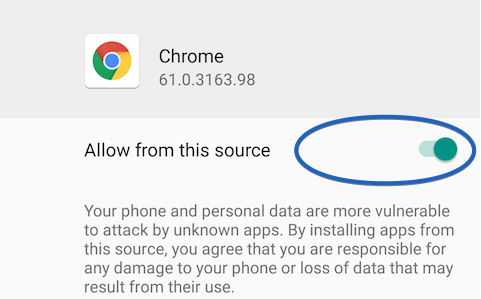 Chrome
61.0.3163.98
Allow from this source
Your phone and personal data are more vulnerable
to attack by unknown apps. By installing apps from
this source, you agree that you are responsible for
any damage to your phone or loss of data that may
result from their use.